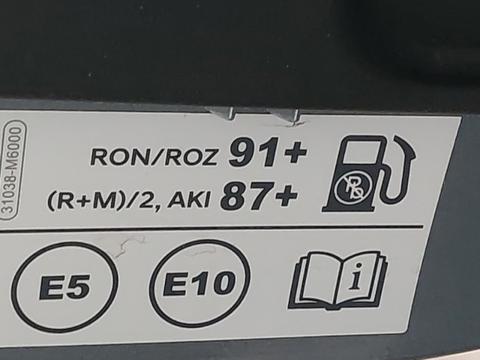 31038-M6000
RON/ROZ 91+
(R+M)/2, AKI 87+
Pb
E5 E10 i